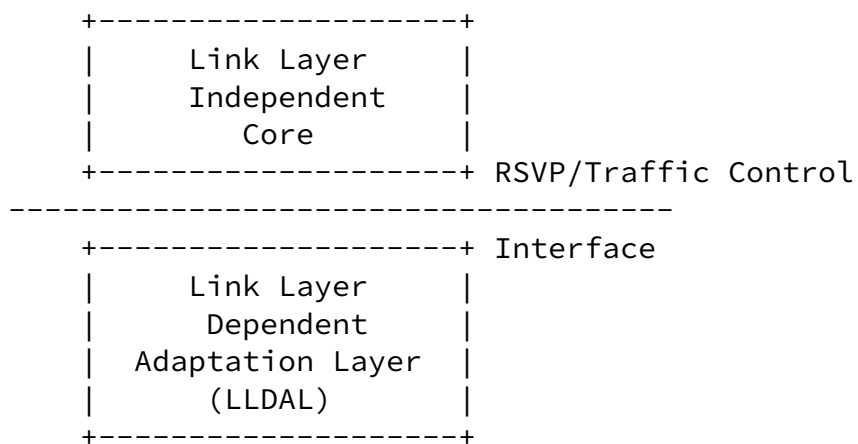 +--------------------+
| Link Layer |
| Independent |
| Core |
+--------------------+ RSVP/Traffic Control
-------------------------------------
+--------------------+ Interface
| Link Layer |
| Dependent |
| Adaptation Layer |
| (LLDAL) |
+--------------------+